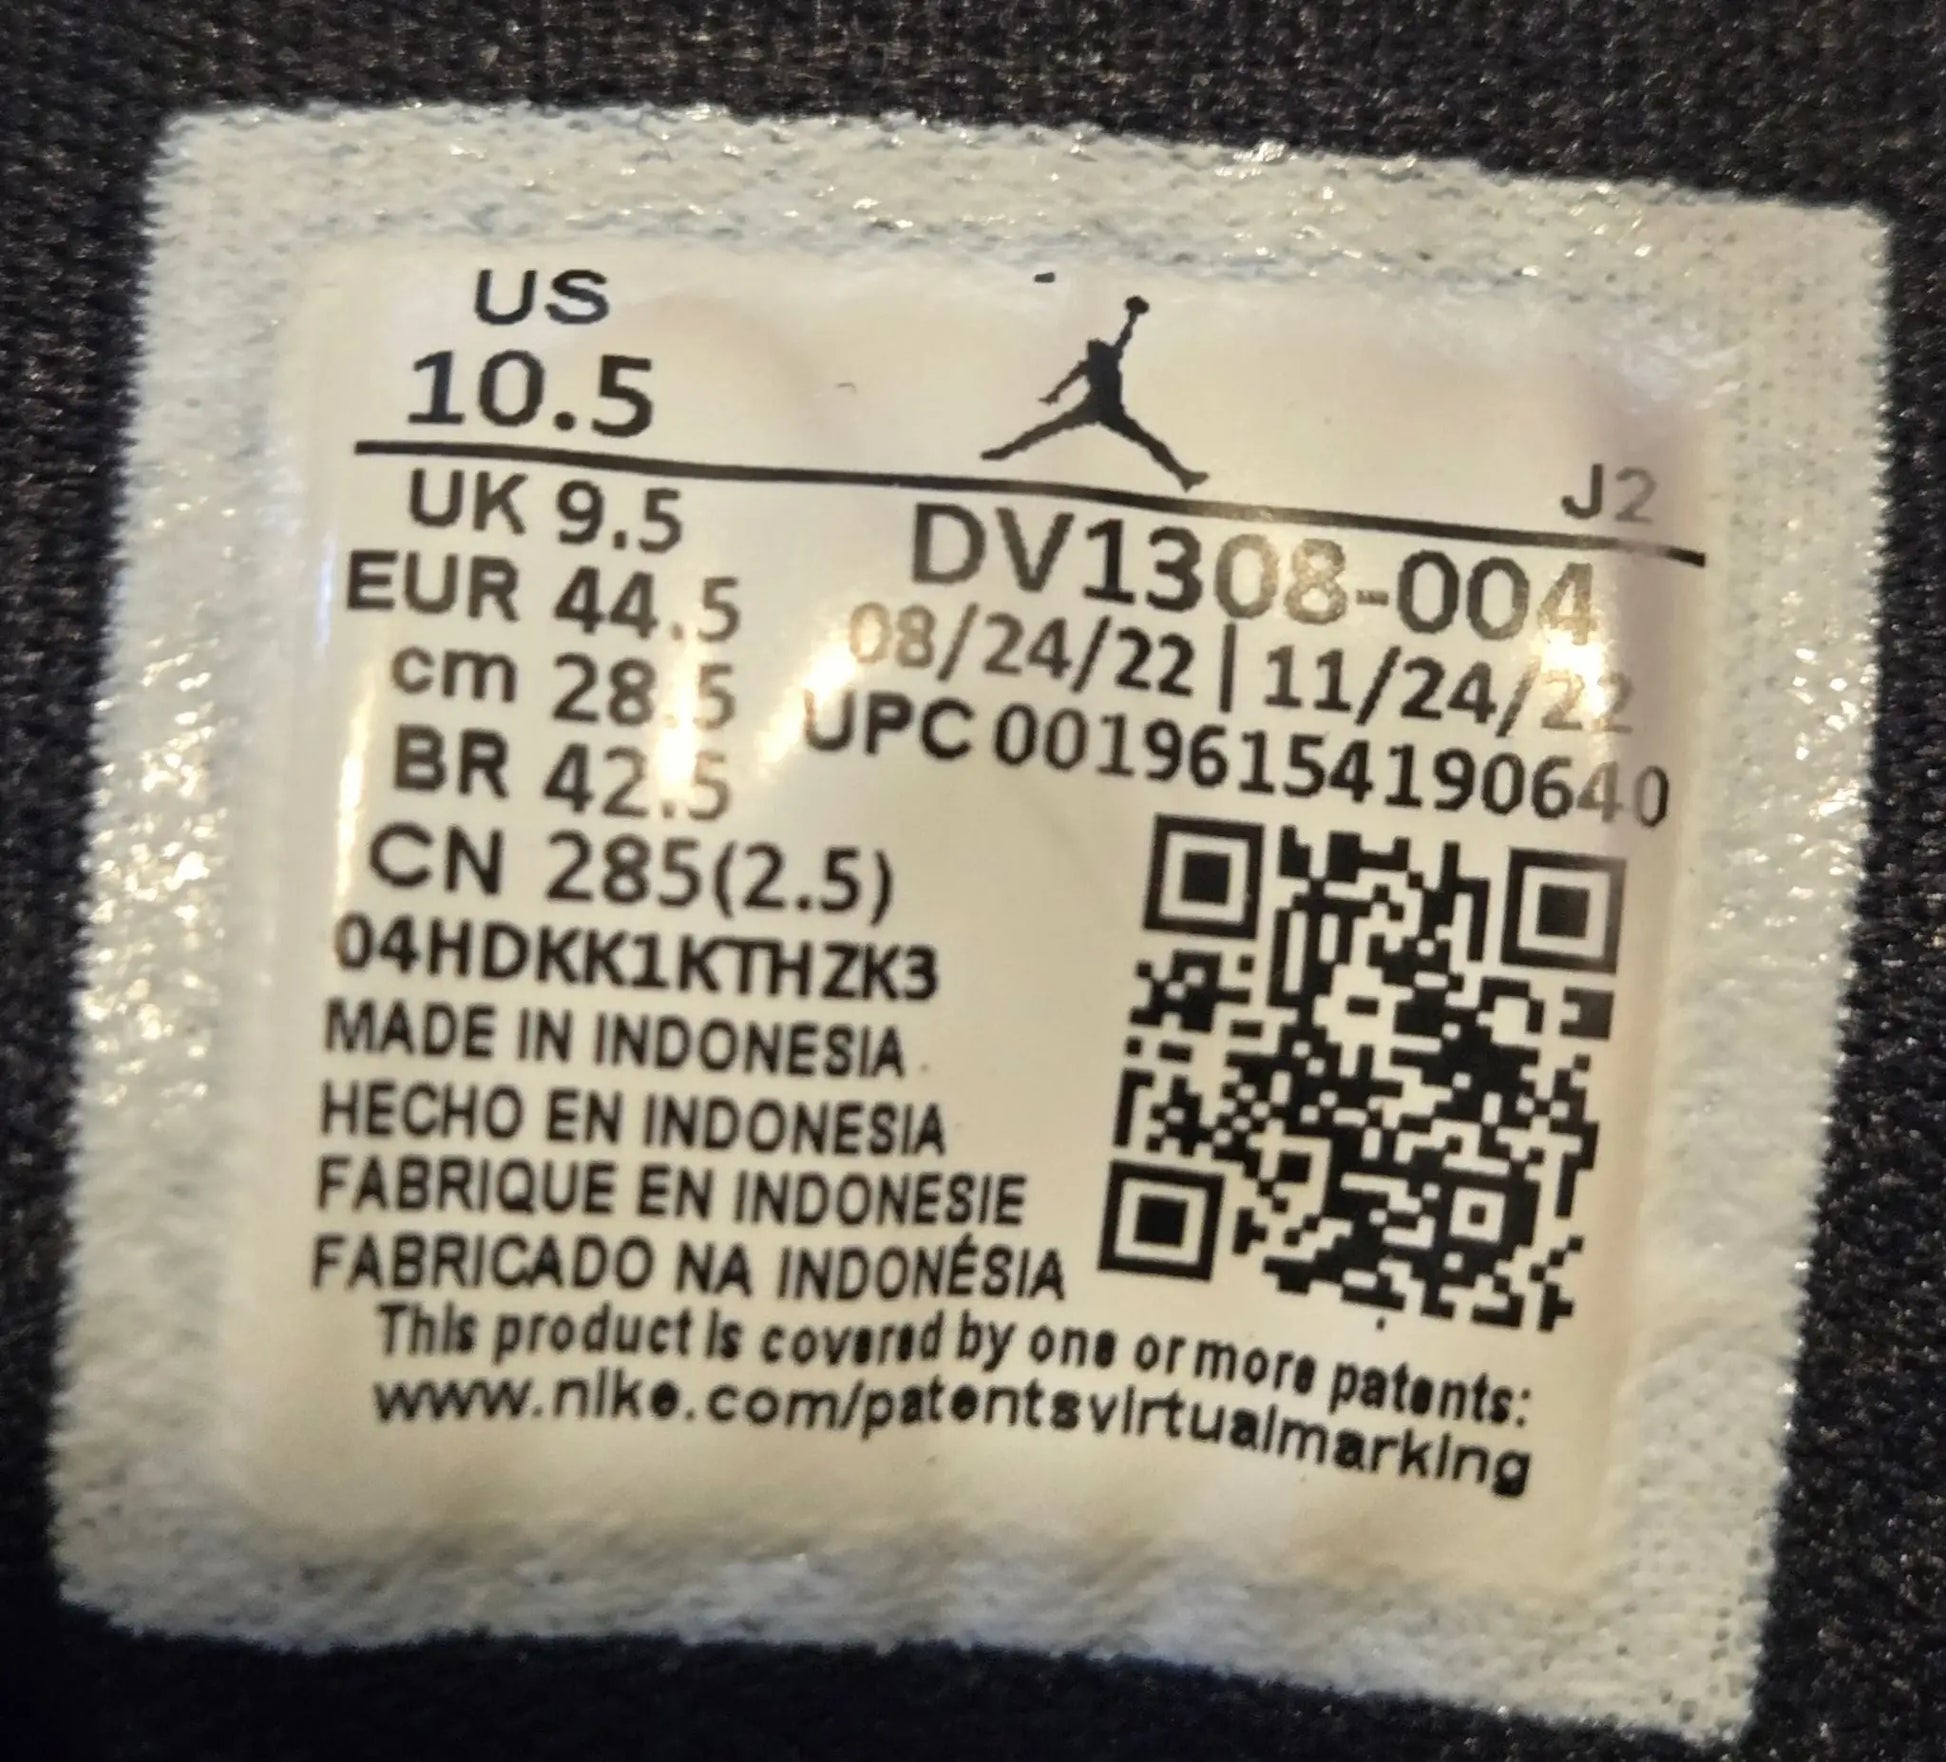 US
10.5
J2
UK 9.5
EUR 44.5
cm 28.5
BR 42.5
CN 285(2.5)
DV1308-004
08/24/22 | 11/24/22
UPC 00196154190640
04HDKK1KTHZK3
MADE IN INDONESIA
HECHO EN INDONESIA
FABRIQUE EN INDONESIE
FABRICADO NA INDONÉSIA
This product is covered by one or more patents:
www.nike.com/patentsvirtualmarking